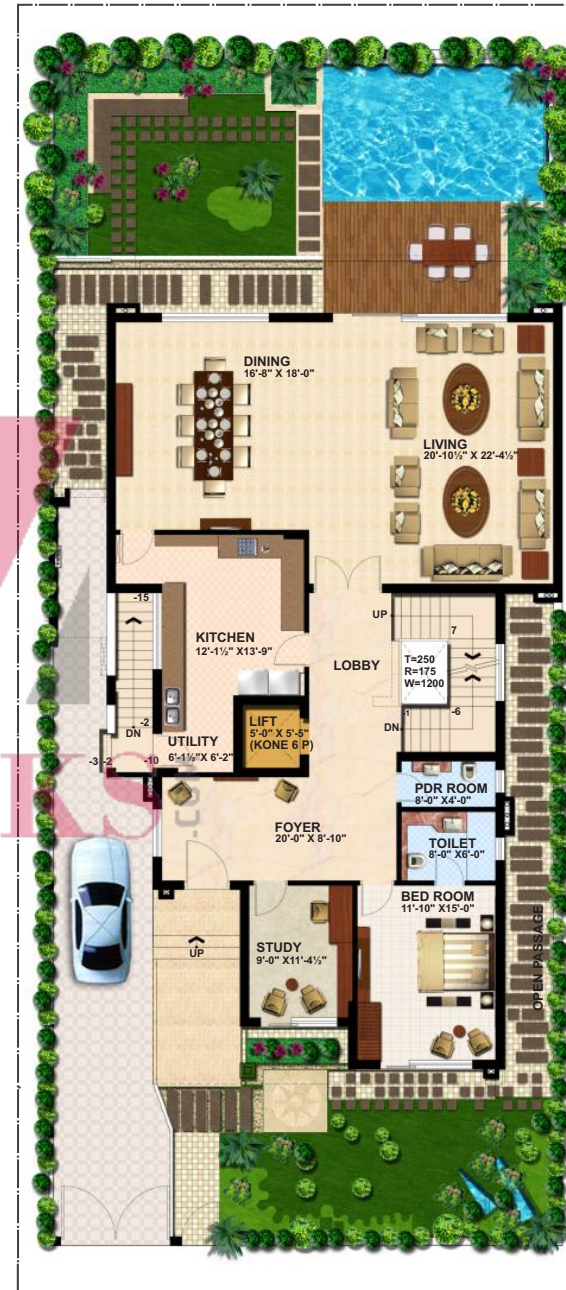 DINING
16'-8" X 18'-0"
LIVING
20'-10½" X 22'-4½"
-15
KITCHEN
12'-1½" X13'-9"
UP
7
LOBBY
T=250
R=175
W=1200
-2
DN
-3
-2
-10
UTILITY
6'-1½"X 6'-2"
LIFT
5'-0" X 5'-5"
(KONE 6 P)
1
DN
-6
PDR ROOM
8'-0"X4'-0"
FOYER
20'-0" X 8'-10"
TOILET
8'-0"X6'-0"
BED ROOM
11'-10" X15'-0"
STUDY
9'-0" X11'-4½"
UP
OPEN PASSAGE
KS